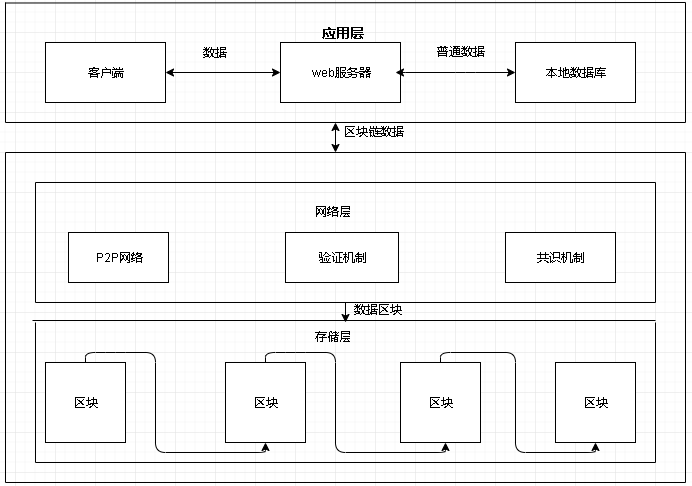 应用层
数据
普通数据
客户端
web服务器
本地数据库
区块链数据
网络层
P2P网络
验证机制
共识机制
数据区块
存储层
区块
区块
区块
区块